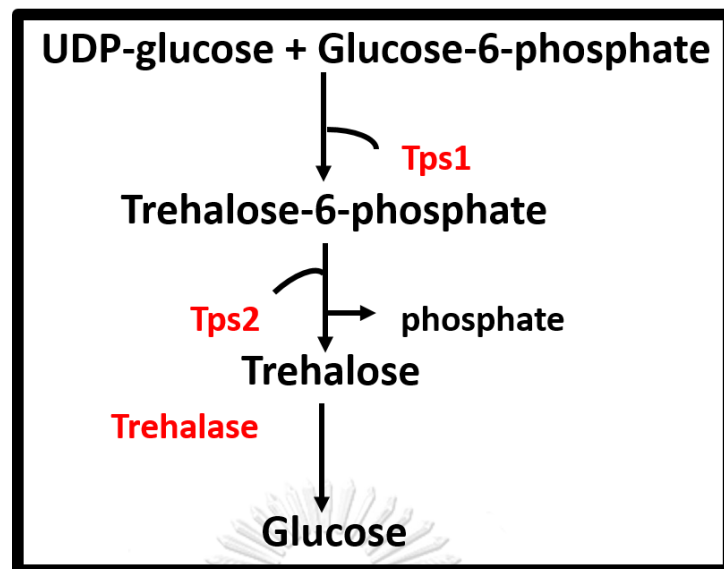 UDP-glucose + Glucose-6-phosphate
Tps1
Trehalose-6-phosphate
Tps2
phosphate
Trehalose
Trehalase
Glucose